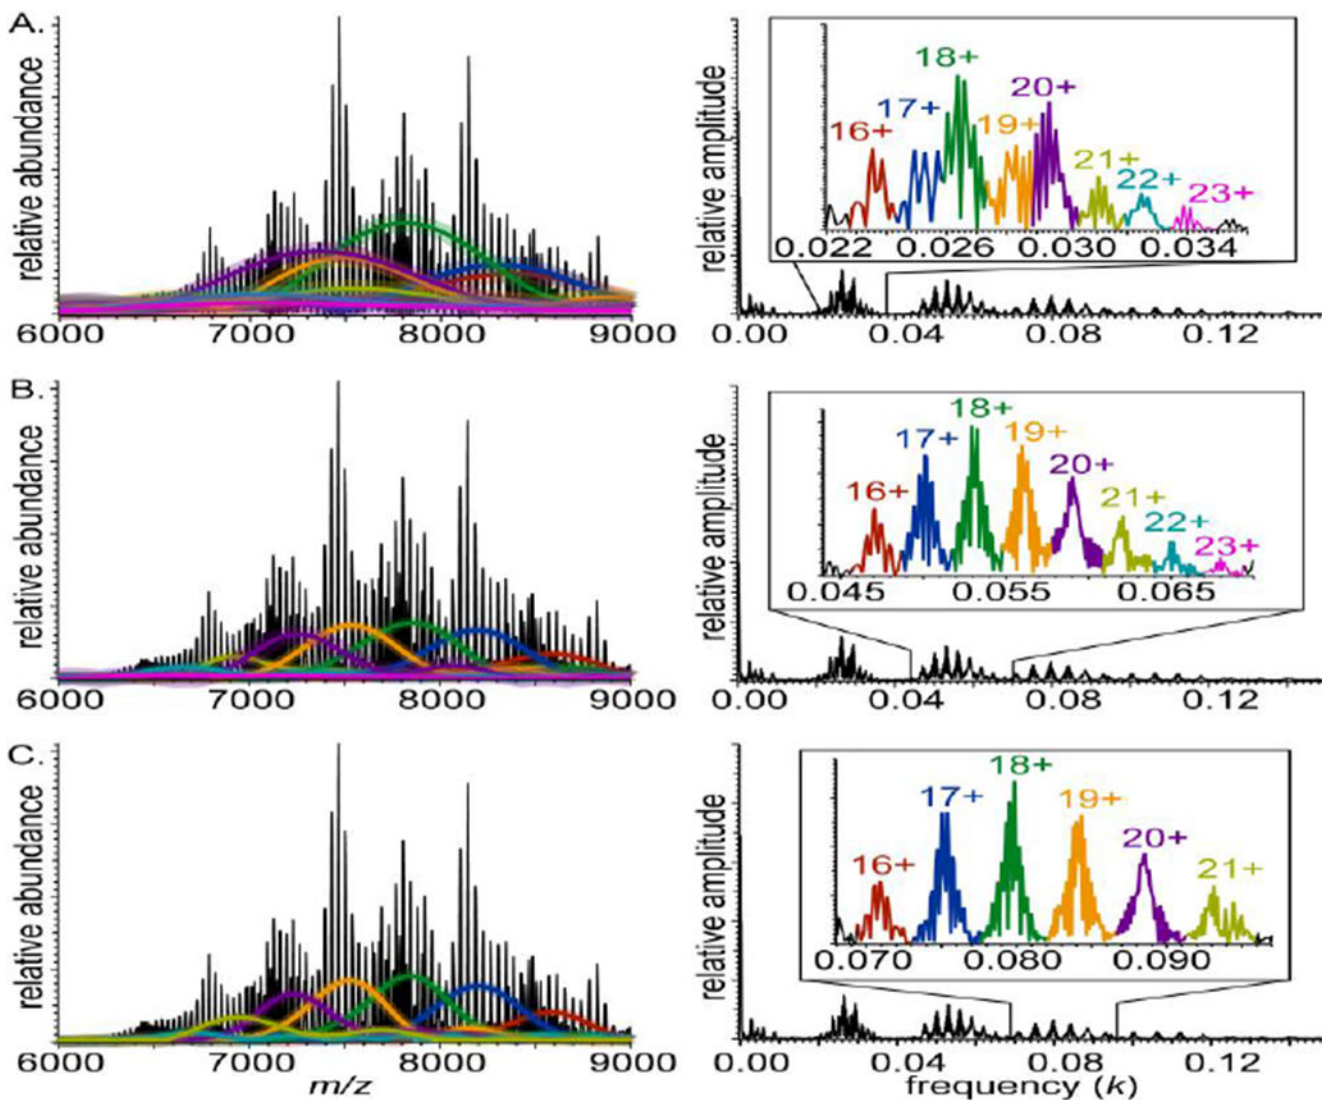 A.
relative abundance
6000 7000 8000 9000
relative amplitude
16+ 17+ 18+ 19+ 20+ 21+ 22+ 23+
0.022 0.026 0.030 0.034
0.00 0.04 0.08 0.12
B.
relative abundance
6000 7000 8000 9000
relative amplitude
16+ 17+ 18+ 19+ 20+ 21+ 22+ 23+
0.045 0.055 0.065
0.00 0.04 0.08 0.12
C.
relative abundance
6000 7000 8000 9000
m/z
relative amplitude
16+ 17+ 18+ 19+ 20+ 21+
0.070 0.080 0.090
0.00 0.04 0.08 0.12
frequency (k)